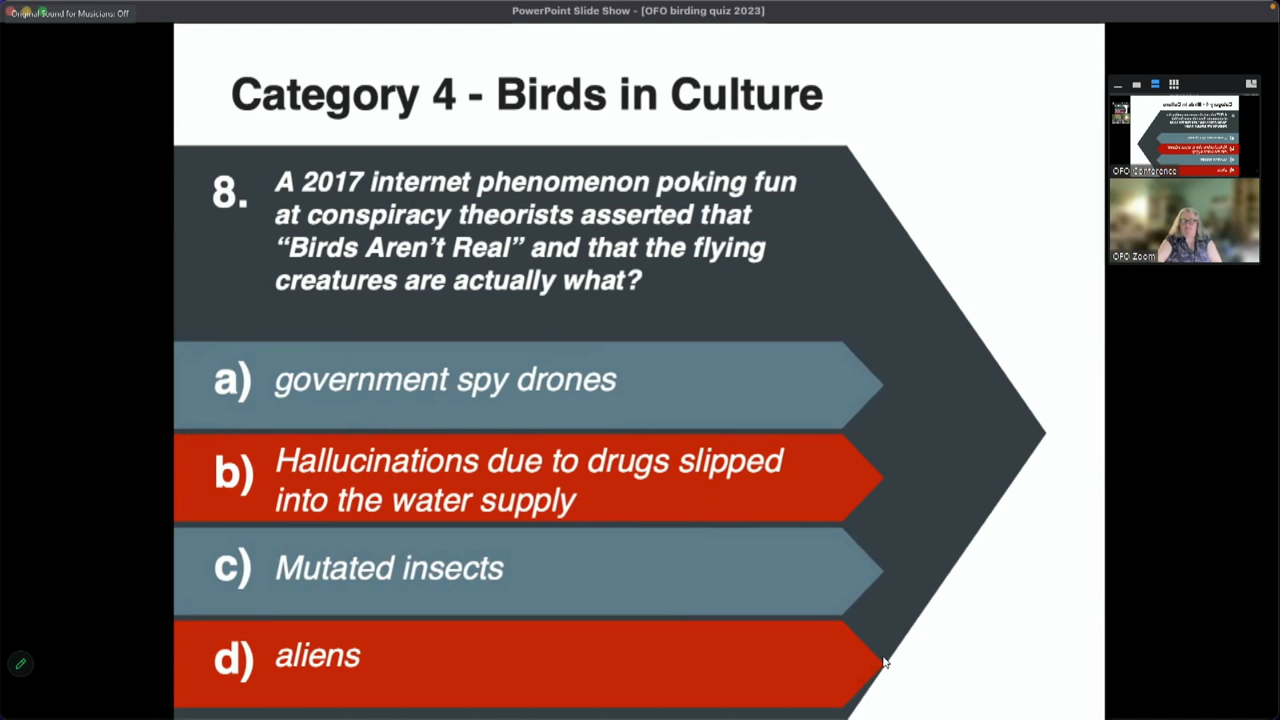 Original Sound for Musicians: Off
PowerPoint Slide Show - [OFO birding quiz 2023]
Category 4 - Birds in Culture
8. A 2017 internet phenomenon poking fun
at conspiracy theorists asserted that
“Birds Aren’t Real” and that the flying
creatures are actually what?
a) government spy drones
b) Hallucinations due to drugs slipped
into the water supply
c) Mutated insects
d) aliens
OFO Conference
OFO Zoom